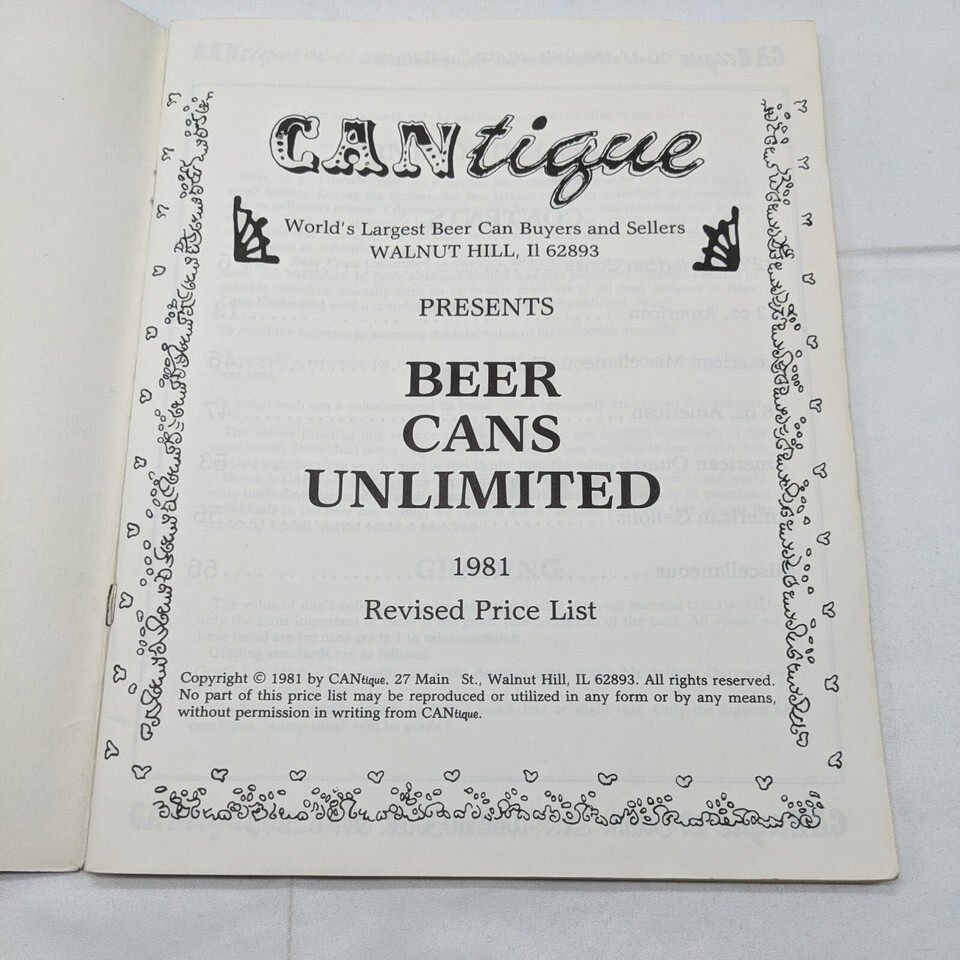 CANtique
World's Largest Beer Can Buyers and Sellers
WALNUT HILL, Il 62893
PRESENTS
BEER
CANS
UNLIMITED
1981
Revised Price List
Copyright © 1981 by CANtique. 27 Main St., Walnut Hill, IL 62893. All rights reserved.
No part of this price list may be reproduced or utilized in any form or by any means,
without permission in writing from CANtique.